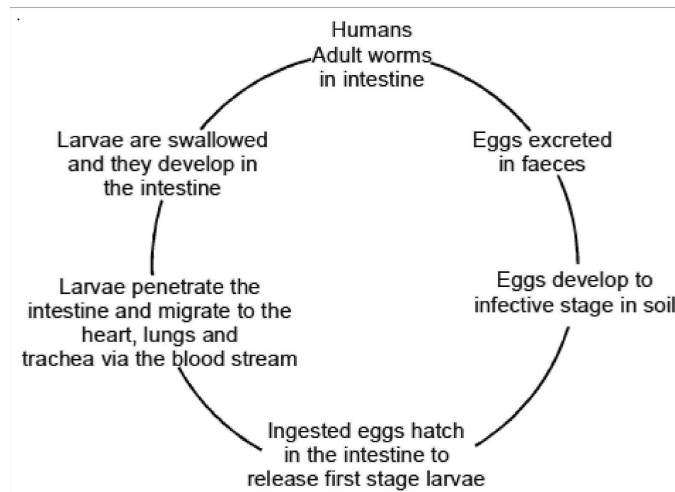 Humans
Adult worms
in intestine
Eggs excreted
in faeces
Eggs develop to
infective stage in soil
Ingested eggs hatch
in the intestine to
release first stage larvae
Larvae penetrate the
intestine and migrate to the
heart, lungs and
trachea via the blood stream
Larvae are swallowed
and they develop in
the intestine